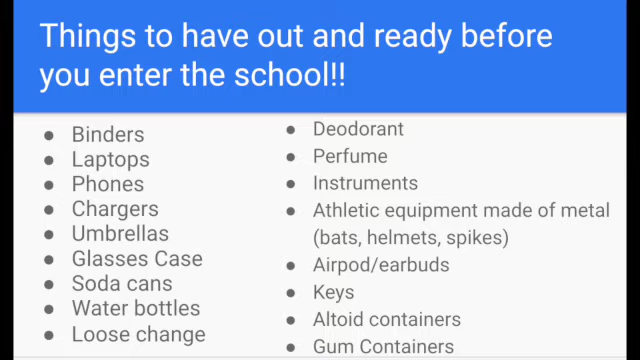 Things to have out and ready before
you enter the school!!
● Binders
● Laptops
● Phones
● Chargers
● Umbrellas
● Glasses Case
● Soda cans
● Water bottles
● Loose change
● Deodorant
● Perfume
● Instruments
● Athletic equipment made of metal
(bats, helmets, spikes)
● Airpod/earbuds
● Keys
● Altoid containers
● Gum Containers